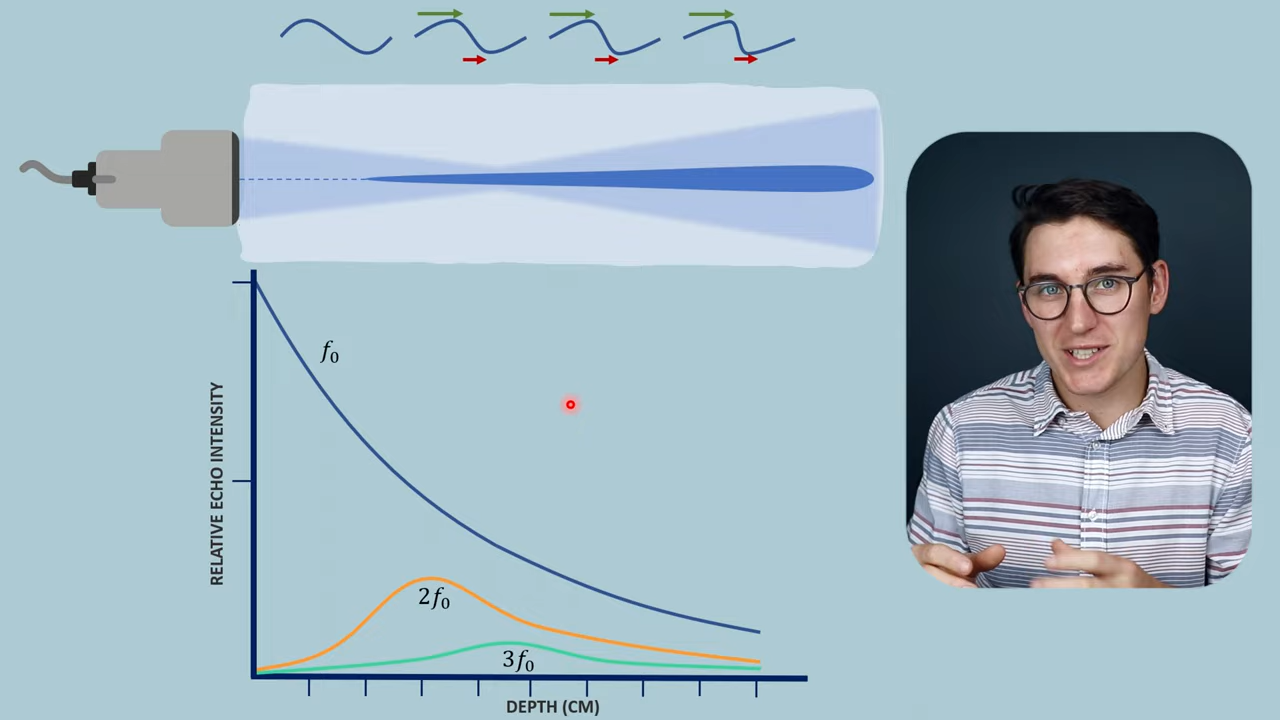 f₀
RELATIVE ECHO INTENSITY
2f₀
3f₀
DEPTH (CM)